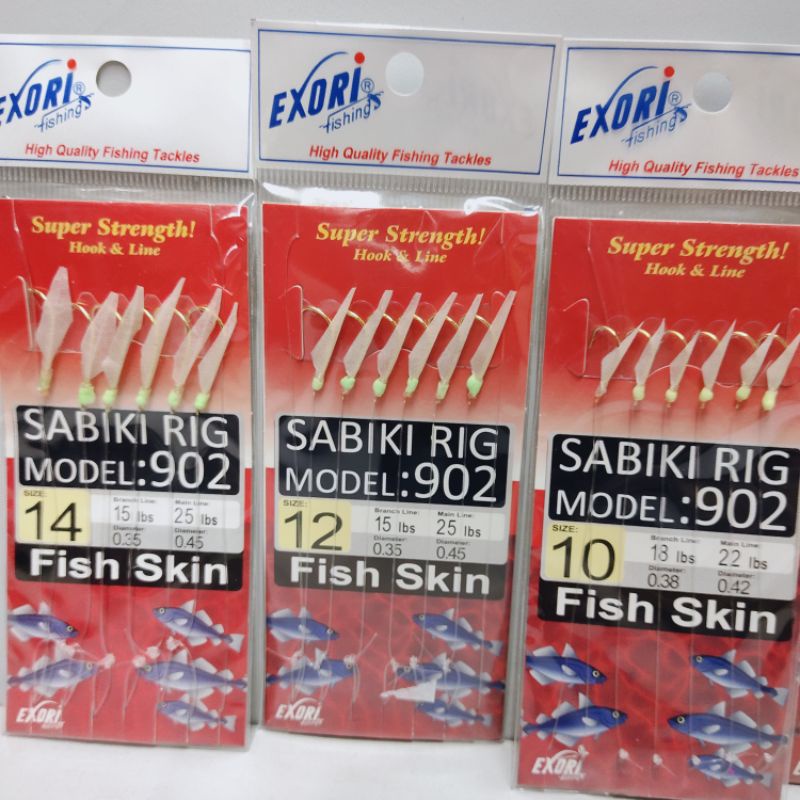 EXORI®
fishing
High Quality Fishing Tackles
Super Strength!
Hook & Line
SABIKI RIG
MODEL:902
SIZE:
14
Branch Line:
15 lbs
Diameter:
0.35
Main Line:
25 lbs
Diameter:
0.45
Fish Skin
EXORI
EXORI®
fishing
High Quality Fishing Tackles
Super Strength!
Hook & Line
SABIKI RIG
MODEL:902
SIZE:
12
Branch Line:
15 lbs
Diameter:
0.35
Main Line:
25 lbs
Diameter:
0.45
Fish Skin
EXORI
EXORI®
fishing
High Quality Fishing Tackles
Super Strength!
Hook & Line
SABIKI RIG
MODEL:902
SIZE:
10
Branch Line:
18 lbs
Diameter:
0.38
Main Line:
22 lbs
Diameter:
0.42
Fish Skin
EXORI